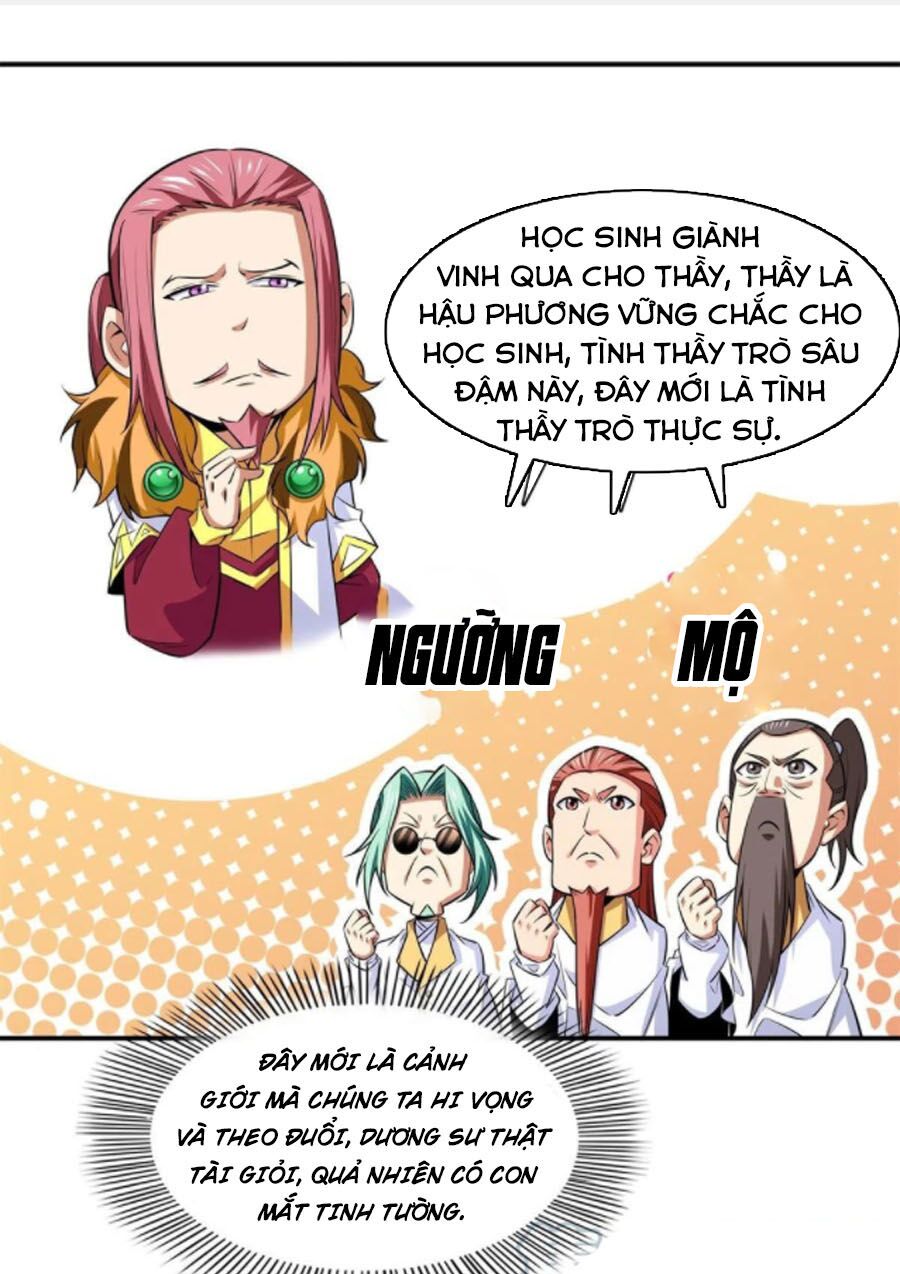 HỌC SINH GIÀNH
VINH QUA CHO THẦY, THẦY LÀ
HẬU PHƯƠNG VỮNG CHẮC CHO
HỌC SINH, TÌNH THẦY TRÒ SÂU
ĐẬM NÀY, ĐÂY MỚI LÀ TÌNH
THẦY TRÒ THỰC SỰ.
NGƯỠNG MỘ
ĐÂY MỚI LÀ CẢNH
GIỚI MÀ CHÚNG TA HI VỌNG
VÀ THEO ĐUỔI, DƯƠNG SƯ THẬT
TÀI GIỎI, QUẢ NHIÊN CÓ CON
MẮT TINH TƯỜNG.